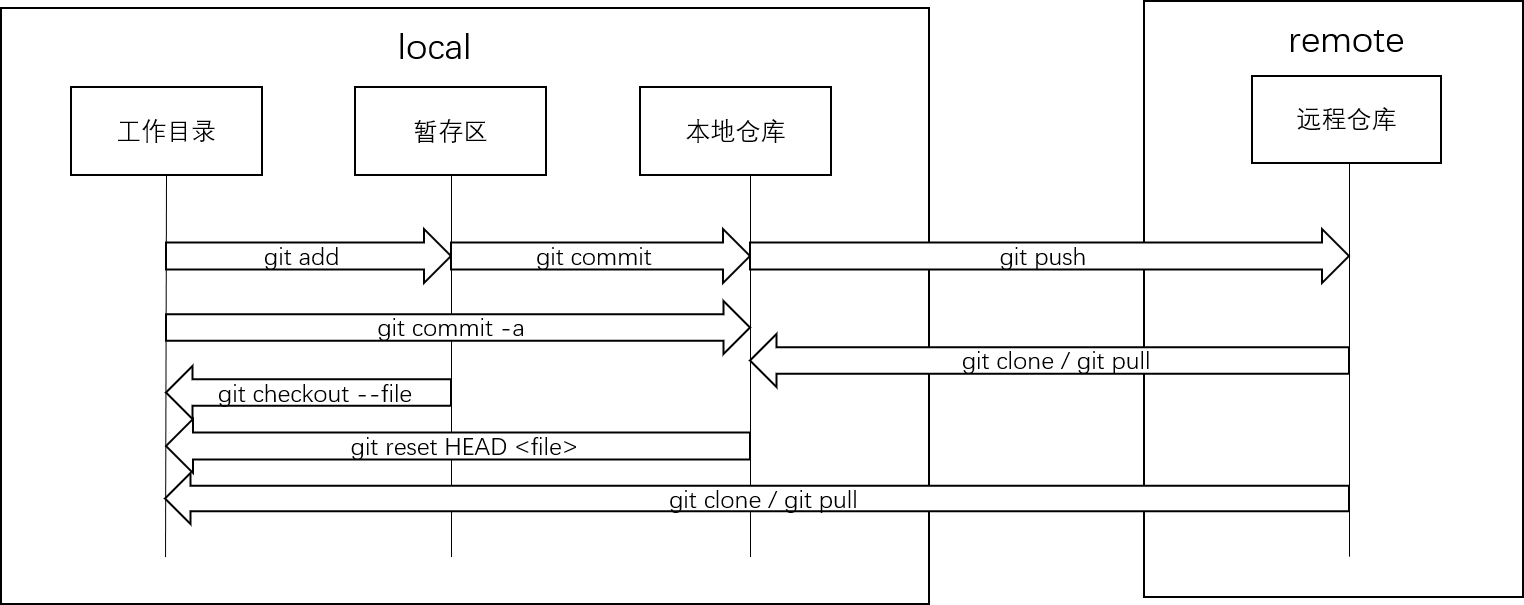 local
remote
工作目录
暂存区
本地仓库
远程仓库
git add
git commit
git push
git commit -a
git clone / git pull
git checkout --file
git reset HEAD <file>
git clone / git pull